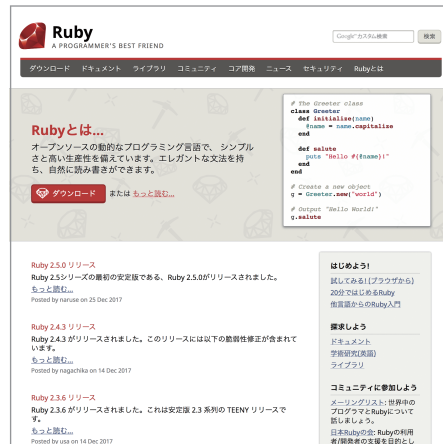 Ruby
A PROGRAMMER'S BEST FRIEND
Google カスタム検索
検索
ダウンロード ドキュメント ライブラリ コミュニティ コア開発 ニュース セキュリティ Rubyとは
Rubyとは...
オープンソースの動的なプログラミング言語で、 シンプル
さと高い生産性を備えています。エレガントな文法を持
ち、自然に読み書きができます。
ダウンロード または もっと読む...
# The Greeter class
class Greeter
def initialize(name)
@name = name.capitalize
end
def salute
puts "Hello #{@name}!"
end
end
# Create a new object
g = Greeter.new("world")
# Output "Hello World!"
g.salute
Ruby 2.5.0 リリース
Ruby 2.5シリーズの最初の安定版である、Ruby 2.5.0がリリースされました。
もっと読む...
Posted by naruse on 25 Dec 2017
Ruby 2.4.3 リリース
Ruby 2.4.3 がリリースされました。このリリースには以下の脆弱性修正が含まれて
います。
もっと読む...
Posted by nagachika on 14 Dec 2017
Ruby 2.3.6 リリース
Ruby 2.3.6 がリリースされました。これは安定版 2.3 系列の TEENY リリースで
す。
もっと読む...
Posted by usa on 14 Dec 2017
はじめよう!
試してみる! (ブラウザから)
20分ではじめるRuby
他言語からのRuby入門
探求しよう
ドキュメント
学術研究(英語)
ライブラリ
コミュニティに参加しよう
メーリングリスト: 世界中の
プログラマとRubyについて
話しましょう。
日本Rubyの会: Rubyの利用
者/開発者の支援を目的とし